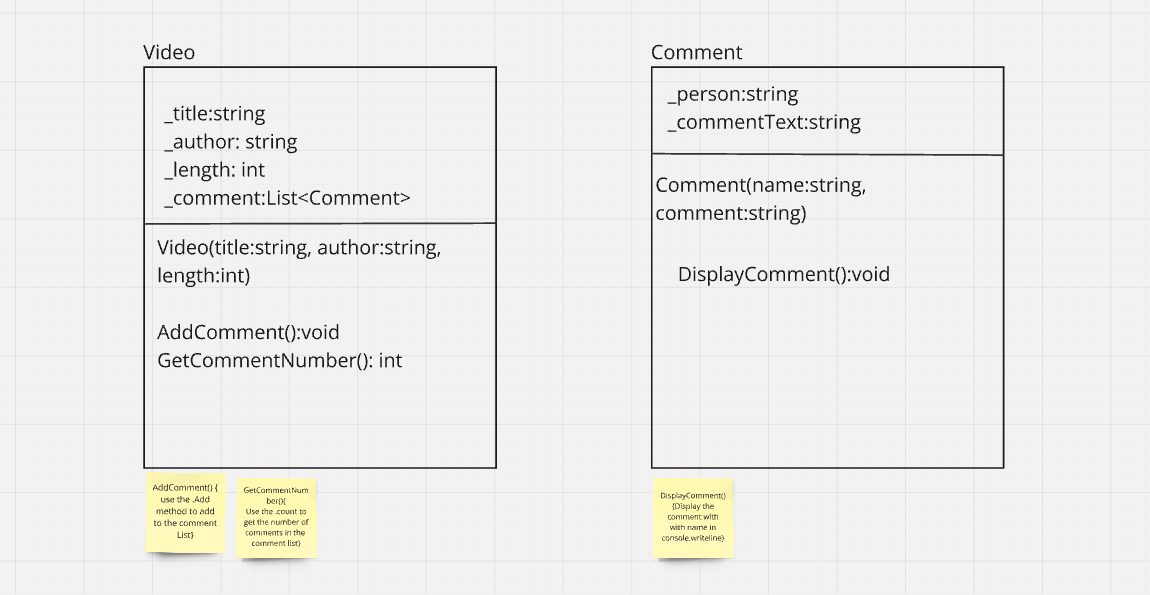 Video
_title:string
_author: string
_length: int
_comment:List<Comment>
Video(title:string, author:string,
length:int)
AddComment():void
GetCommentNumber(): int
AddComment() {
use the .Add
method to add
to the comment
List}
GetCommentNum
ber(){
Use the .count to
get the number of
comments in the
comment list}
Comment
_person:string
_commentText:string
Comment(name:string,
comment:string)
DisplayComment():void
DisplayComment()
{Display the
comment with
with name in
console.writeline}